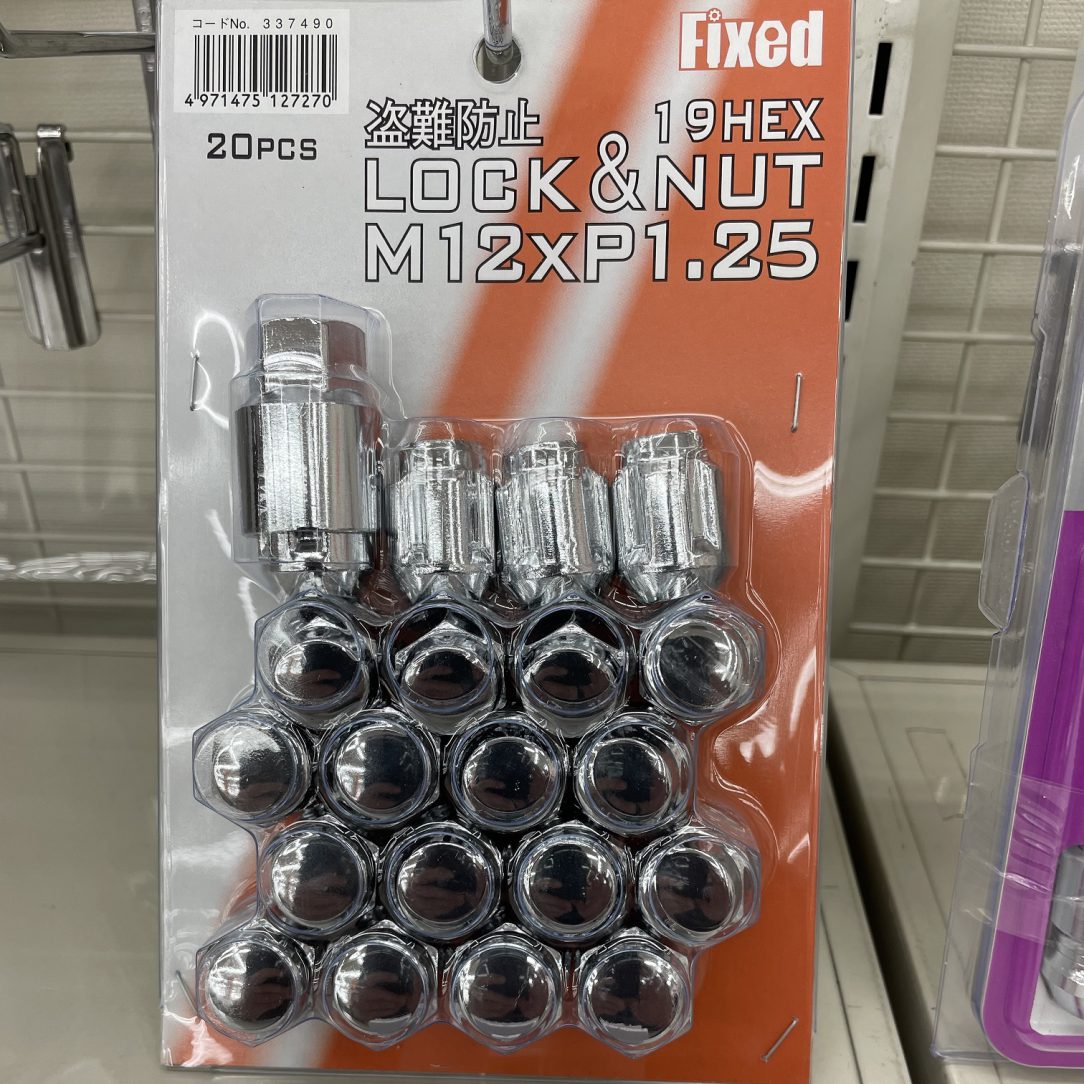 コードNo. 337490
4 971475 127270
Fixed
20PCS
盗難防止 19HEX
LOCK & NUT
M12xP1.25